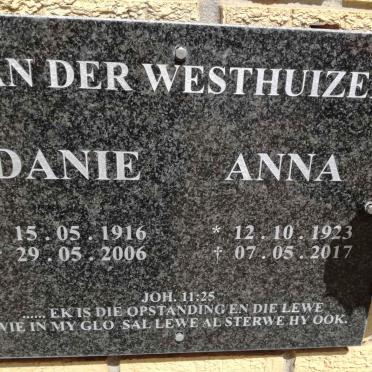 AN DER WESTHUIZE
DANIE ANNA
15 . 05 . 1916 * 12 . 10 . 1923
29 . 05 . 2006 † 07 . 05 . 2017
JOH. 11:25
...... EK IS DIE OPSTANDING EN DIE LEWE
WIE IN MY GLO SAL LEWE AL STERWE HY OOK.